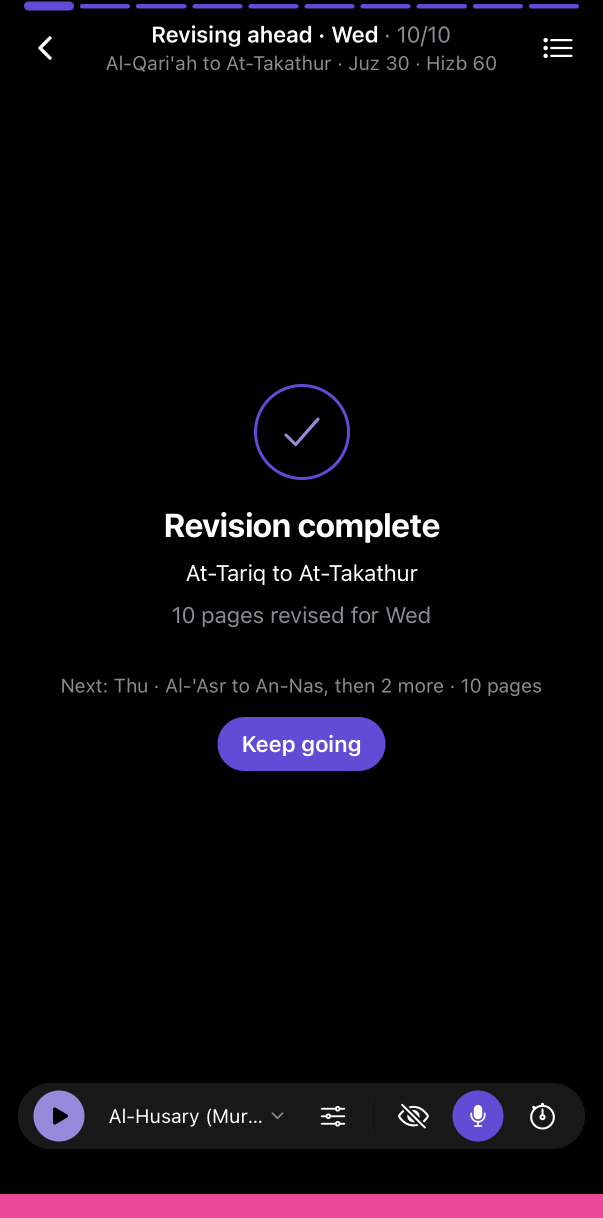 Revising ahead · Wed · 10/10
Al-Qari'ah to At-Takathur · Juz 30 · Hizb 60
Revision complete
At-Tariq to At-Takathur
10 pages revised for Wed
Next: Thu · Al-'Asr to An-Nas, then 2 more · 10 pages
Keep going
Al-Husary (Mur...